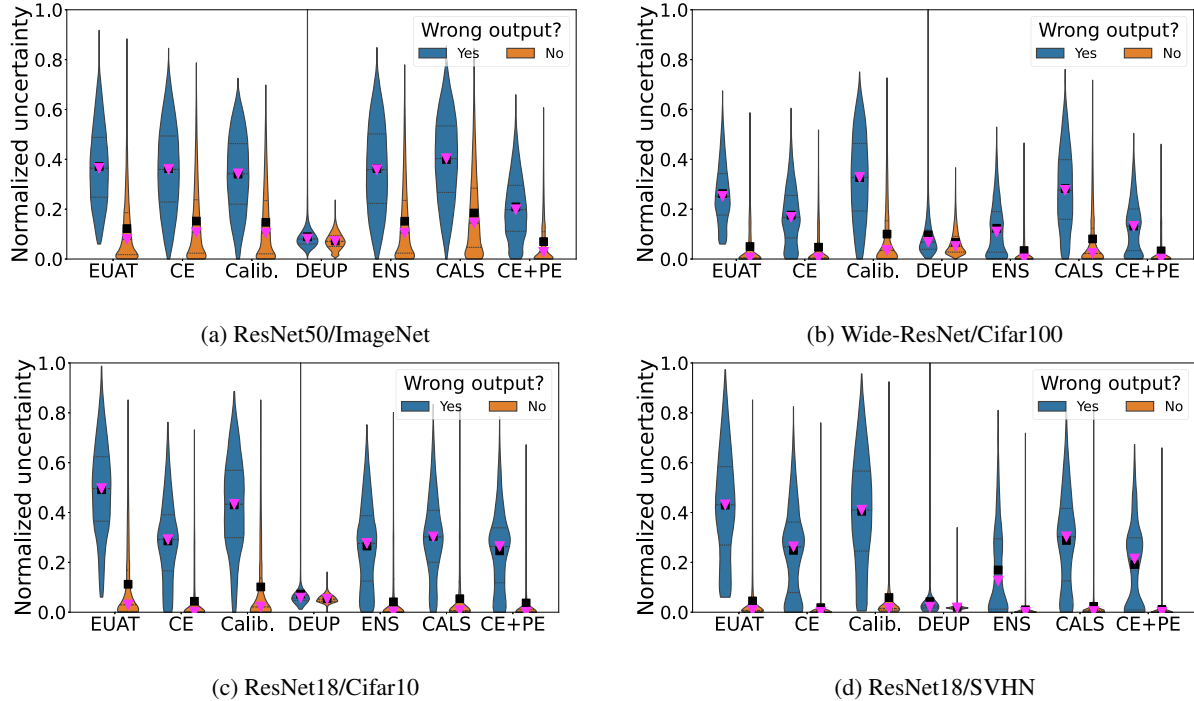 Normalized uncertainty
1.0
0.8
0.6
0.4
0.2
0.0
Wrong output?
Yes No
EUAT CE Calib. DEUP ENS CALS CE+PE
(a) ResNet50/ImageNet
Normalized uncertainty
1.0
0.8
0.6
0.4
0.2
0.0
Wrong output?
Yes No
EUAT CE Calib. DEUP ENS CALS CE+PE
(b) Wide-ResNet/Cifar100
Normalized uncertainty
1.0
0.8
0.6
0.4
0.2
0.0
Wrong output?
Yes No
EUAT CE Calib. DEUP ENS CALS CE+PE
(c) ResNet18/Cifar10
Normalized uncertainty
1.0
0.8
0.6
0.4
0.2
0.0
Wrong output?
Yes No
EUAT CE Calib. DEUP ENS CALS CE+PE
(d) ResNet18/SVHN